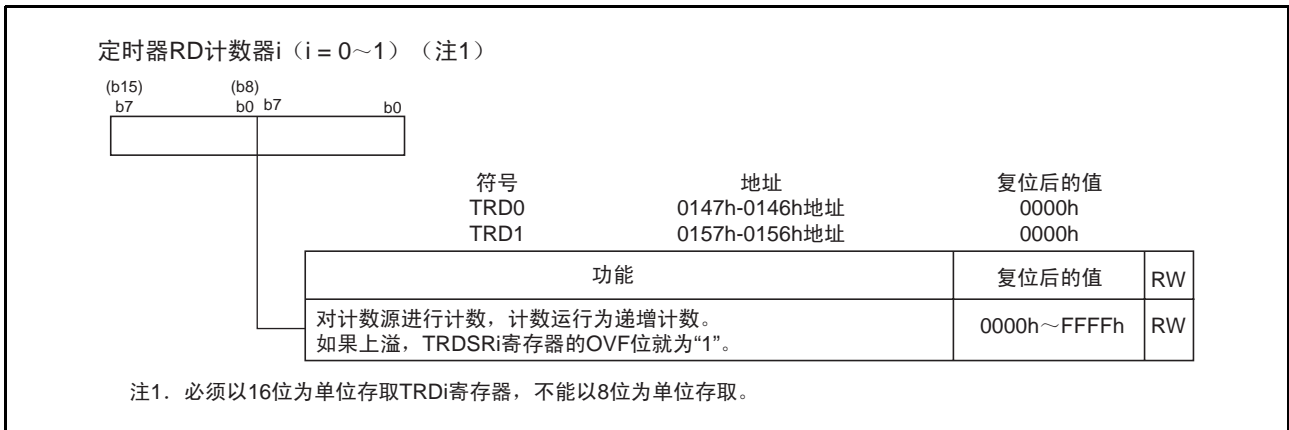 定时器RD计数器i（i = 0～1）（注1）
(b15) (b8)
b7 b0 b7 b0
符号 地址 复位后的值
TRD0 0147h-0146h地址 0000h
TRD1 0157h-0156h地址 0000h
功能 复位后的值 RW
对计数源进行计数，计数运行为递增计数。
如果上溢，TRDSRi寄存器的OVF位就为“1”。
0000h～FFFFh RW
注1. 必须以16位为单位存取TRDi寄存器，不能以8位为单位存取。